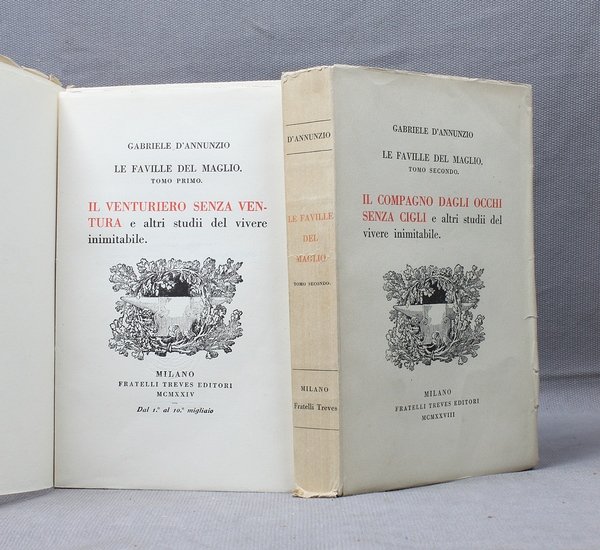 GABRIELE D'ANNUNZIO
LE FAVILLE DEL MAGLIO.
TOMO PRIMO.
IL VENTURIERO SENZA VEN-
TURA e altri studii del vivere
inimitabile.
MILANO
FRATELLI TREVES EDITORI
MCMXXIV
Dal 1.º al 10.º migliaio
D'ANNUNZIO
LE FAVILLE
DEL
MAGLIO.
TOMO SECONDO.
MILANO
Fratelli Treves
GABRIELE D'ANNUNZIO
LE FAVILLE DEL MAGLIO.
TOMO SECONDO.
IL COMPAGNO DAGLI OCCHI
SENZA CIGLI e altri studii del
vivere inimitabile.
MILANO
FRATELLI TREVES EDITORI
MCMXXVIII